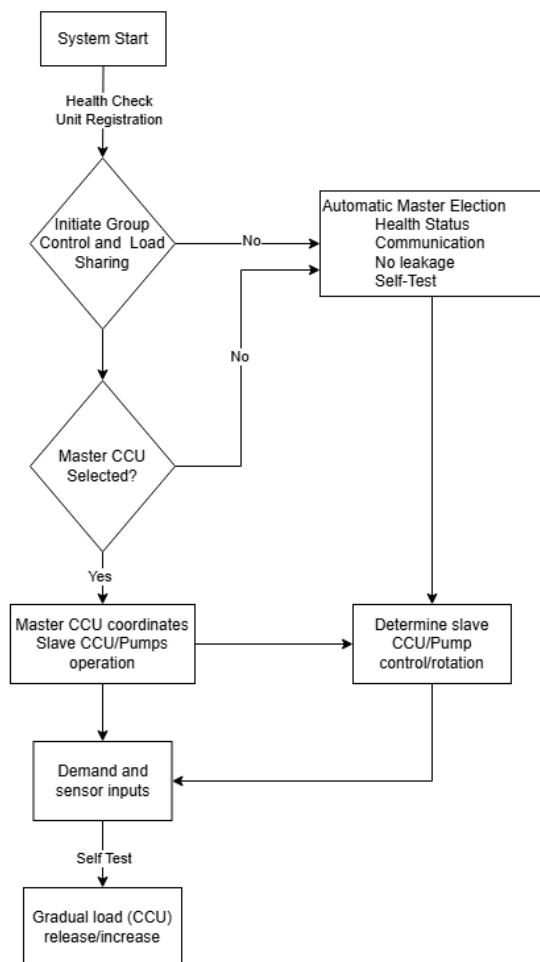 System Start
Health Check
Unit Registration
Initiate Group
Control and Load
Sharing
No
Automatic Master Election
Health Status
Communication
No leakage
Self-Test
No
Master CCU
Selected?
Yes
Master CCU coordinates
Slave CCU/Pumps
operation
Determine slave
CCU/Pump
control/rotation
Demand and
sensor inputs
Self Test
Gradual load (CCU)
release/increase